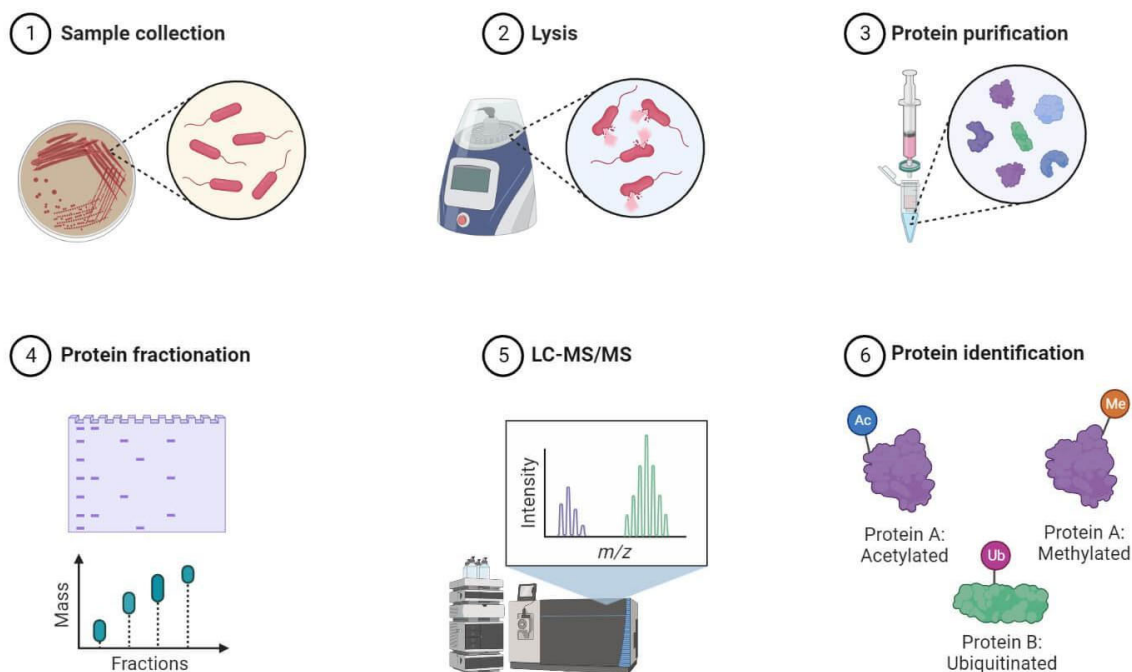 1 Sample collection
2 Lysis
3 Protein purification
4 Protein fractionation
Mass
Fractions
5 LC-MS/MS
Intensity
m/z
6 Protein identification
Ac
Me
Protein A:
Acetylated
Protein A:
Methylated
Ub
Protein B:
Ubiquitinated